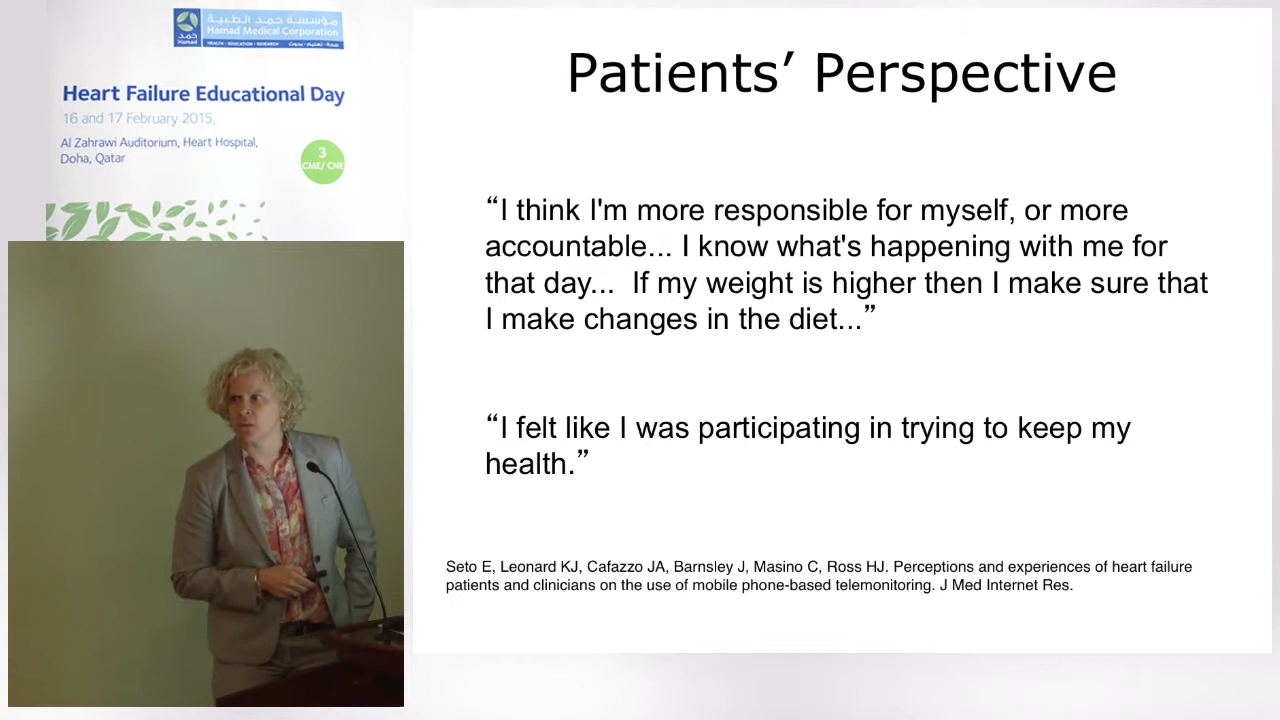 مؤسسة حمد الطبية
Hamad Medical Corporation
حمد
Hamad
HEALTH • EDUCATION • RESEARCH صحة • تعليم • بحوث
Heart Failure Educational Day
16 and 17 February 2015,
Al Zahrawi Auditorium, Heart Hospital,
Doha, Qatar
3
CME/ CNE
Patients’ Perspective
“I think I'm more responsible for myself, or more
accountable... I know what's happening with me for
that day...  If my weight is higher then I make sure that
I make changes in the diet...”
“I felt like I was participating in trying to keep my
health.”
Seto E, Leonard KJ, Cafazzo JA, Barnsley J, Masino C, Ross HJ. Perceptions and experiences of heart failure
patients and clinicians on the use of mobile phone-based telemonitoring. J Med Internet Res.